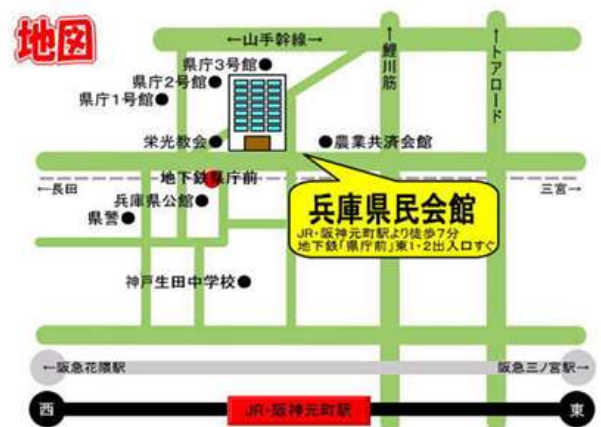 地図
←山手幹線→
←鯉川筋
←トアロード
県庁3号館●
県庁2号館●
県庁1号館●
栄光教会●
●農業共済会館
地下鉄県庁前
←長田
三宮→
兵庫県公館●
県警●
兵庫県民会館
JR・阪神元町駅より徒歩7分
地下鉄「県庁前」東1・2出入口すぐ
神戸生田中学校●
←阪急花隈駅
阪急三ノ宮駅→
西
JR・阪神元町駅
東